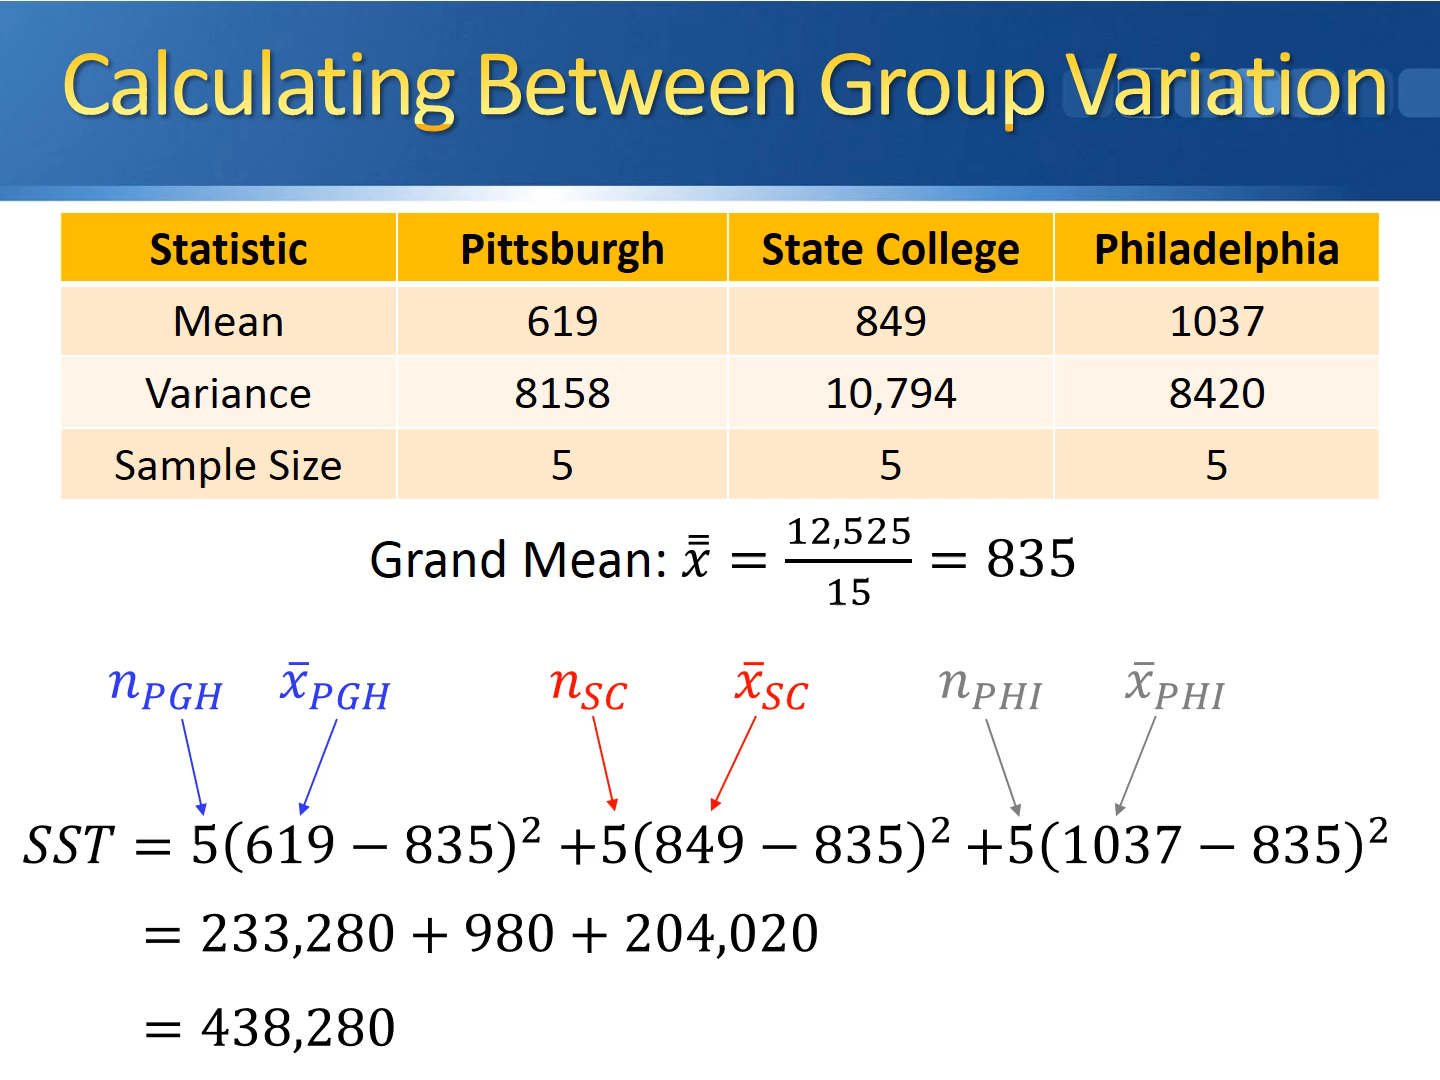 Calculating Between Group Variation
Statistic Pittsburgh State College Philadelphia
Mean 619 849 1037
Variance 8158 10,794 8420
Sample Size 5 5 5
Grand Mean: x̿ = 12,525/15 = 835
n_PGH x̄_PGH n_SC x̄_SC n_PHI x̄_PHI
SST = 5(619 − 835)² +5(849 − 835)² +5(1037 − 835)²
= 233,280 + 980 + 204,020
= 438,280